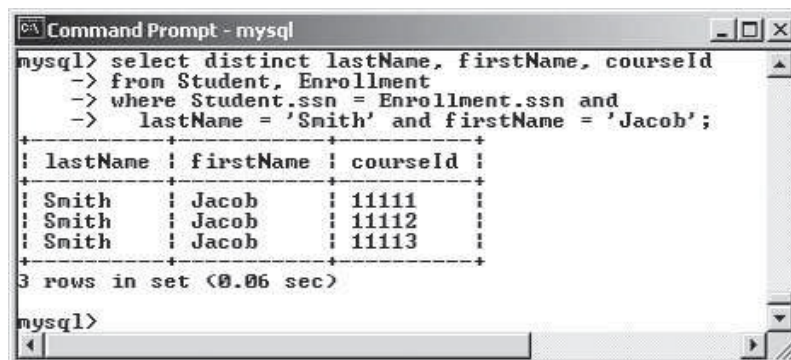 Command Prompt - mysql
mysql> select distinct lastName, firstName, courseId
    -> from Student, Enrollment
    -> where Student.ssn = Enrollment.ssn and
    ->   lastName = 'Smith' and firstName = 'Jacob';
+----------+-----------+----------+
| lastName | firstName | courseId |
+----------+-----------+----------+
| Smith    | Jacob     | 11111    |
| Smith    | Jacob     | 11112    |
| Smith    | Jacob     | 11113    |
+----------+-----------+----------+
3 rows in set (0.06 sec)
mysql>